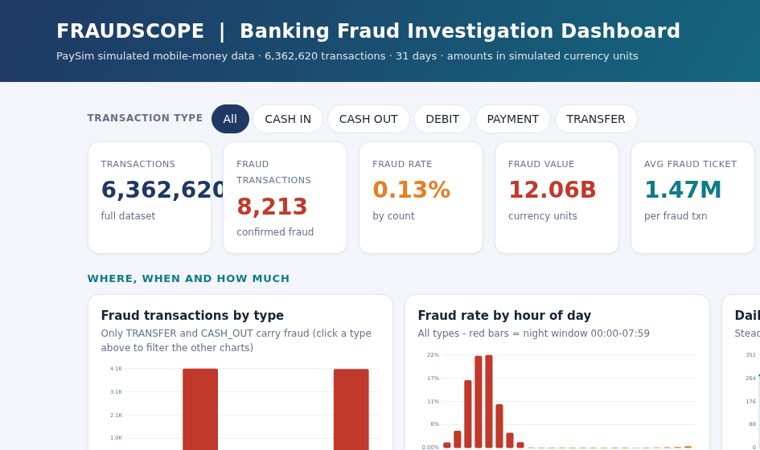 FRAUDSCOPE | Banking Fraud Investigation Dashboard
PaySim simulated mobile-money data · 6,362,620 transactions · 31 days · amounts in simulated currency units
TRANSACTION TYPE All CASH IN CASH OUT DEBIT PAYMENT TRANSFER
TRANSACTIONS
6,362,620
full dataset
FRAUD
TRANSACTIONS
8,213
confirmed fraud
FRAUD RATE
0.13%
by count
FRAUD VALUE
12.06B
currency units
AVG FRAUD TICKET
1.47M
per fraud txn
WHERE, WHEN AND HOW MUCH
Fraud transactions by type
Only TRANSFER and CASH_OUT carry fraud (click a type
above to filter the other charts)
4.1K
3.1K
2.1K
1.0K
Fraud rate by hour of day
All types - red bars = night window 00:00-07:59
22%
17%
11%
6%
0.00%
Dail
Stead
352
264
176
88
0